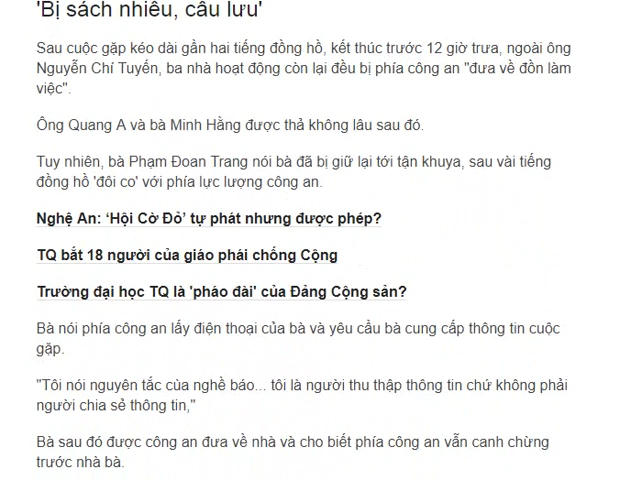 'Bị sách nhiễu, câu lưu'
Sau cuộc gặp kéo dài gần hai tiếng đồng hồ, kết thúc trước 12 giờ trưa, ngoài ông
Nguyễn Chí Tuyến, ba nhà hoạt động còn lại đều bị phía công an "đưa về đồn làm
việc".
Ông Quang A và bà Minh Hằng được thả không lâu sau đó.
Tuy nhiên, bà Phạm Đoan Trang nói bà đã bị giữ lại tới tận khuya, sau vài tiếng
đồng hồ 'đôi co' với phía lực lượng công an.
Nghệ An: ‘Hội Cờ Đỏ’ tự phát nhưng được phép?
TQ bắt 18 người của giáo phái chống Cộng
Trường đại học TQ là 'pháo đài' của Đảng Cộng sản?
Bà nói phía công an lấy điện thoại của bà và yêu cầu bà cung cấp thông tin cuộc
gặp.
"Tôi nói nguyên tắc của nghề báo... tôi là người thu thập thông tin chứ không phải
người chia sẻ thông tin,"
Bà sau đó được công an đưa về nhà và cho biết phía công an vẫn canh chừng
trước nhà bà.